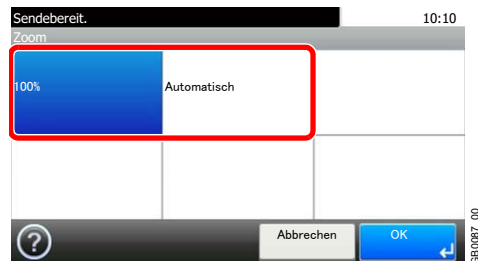 Sendebereit.
10:10
Zoom
100%
Automatisch
?
Abbrechen
OK
GB0087_00